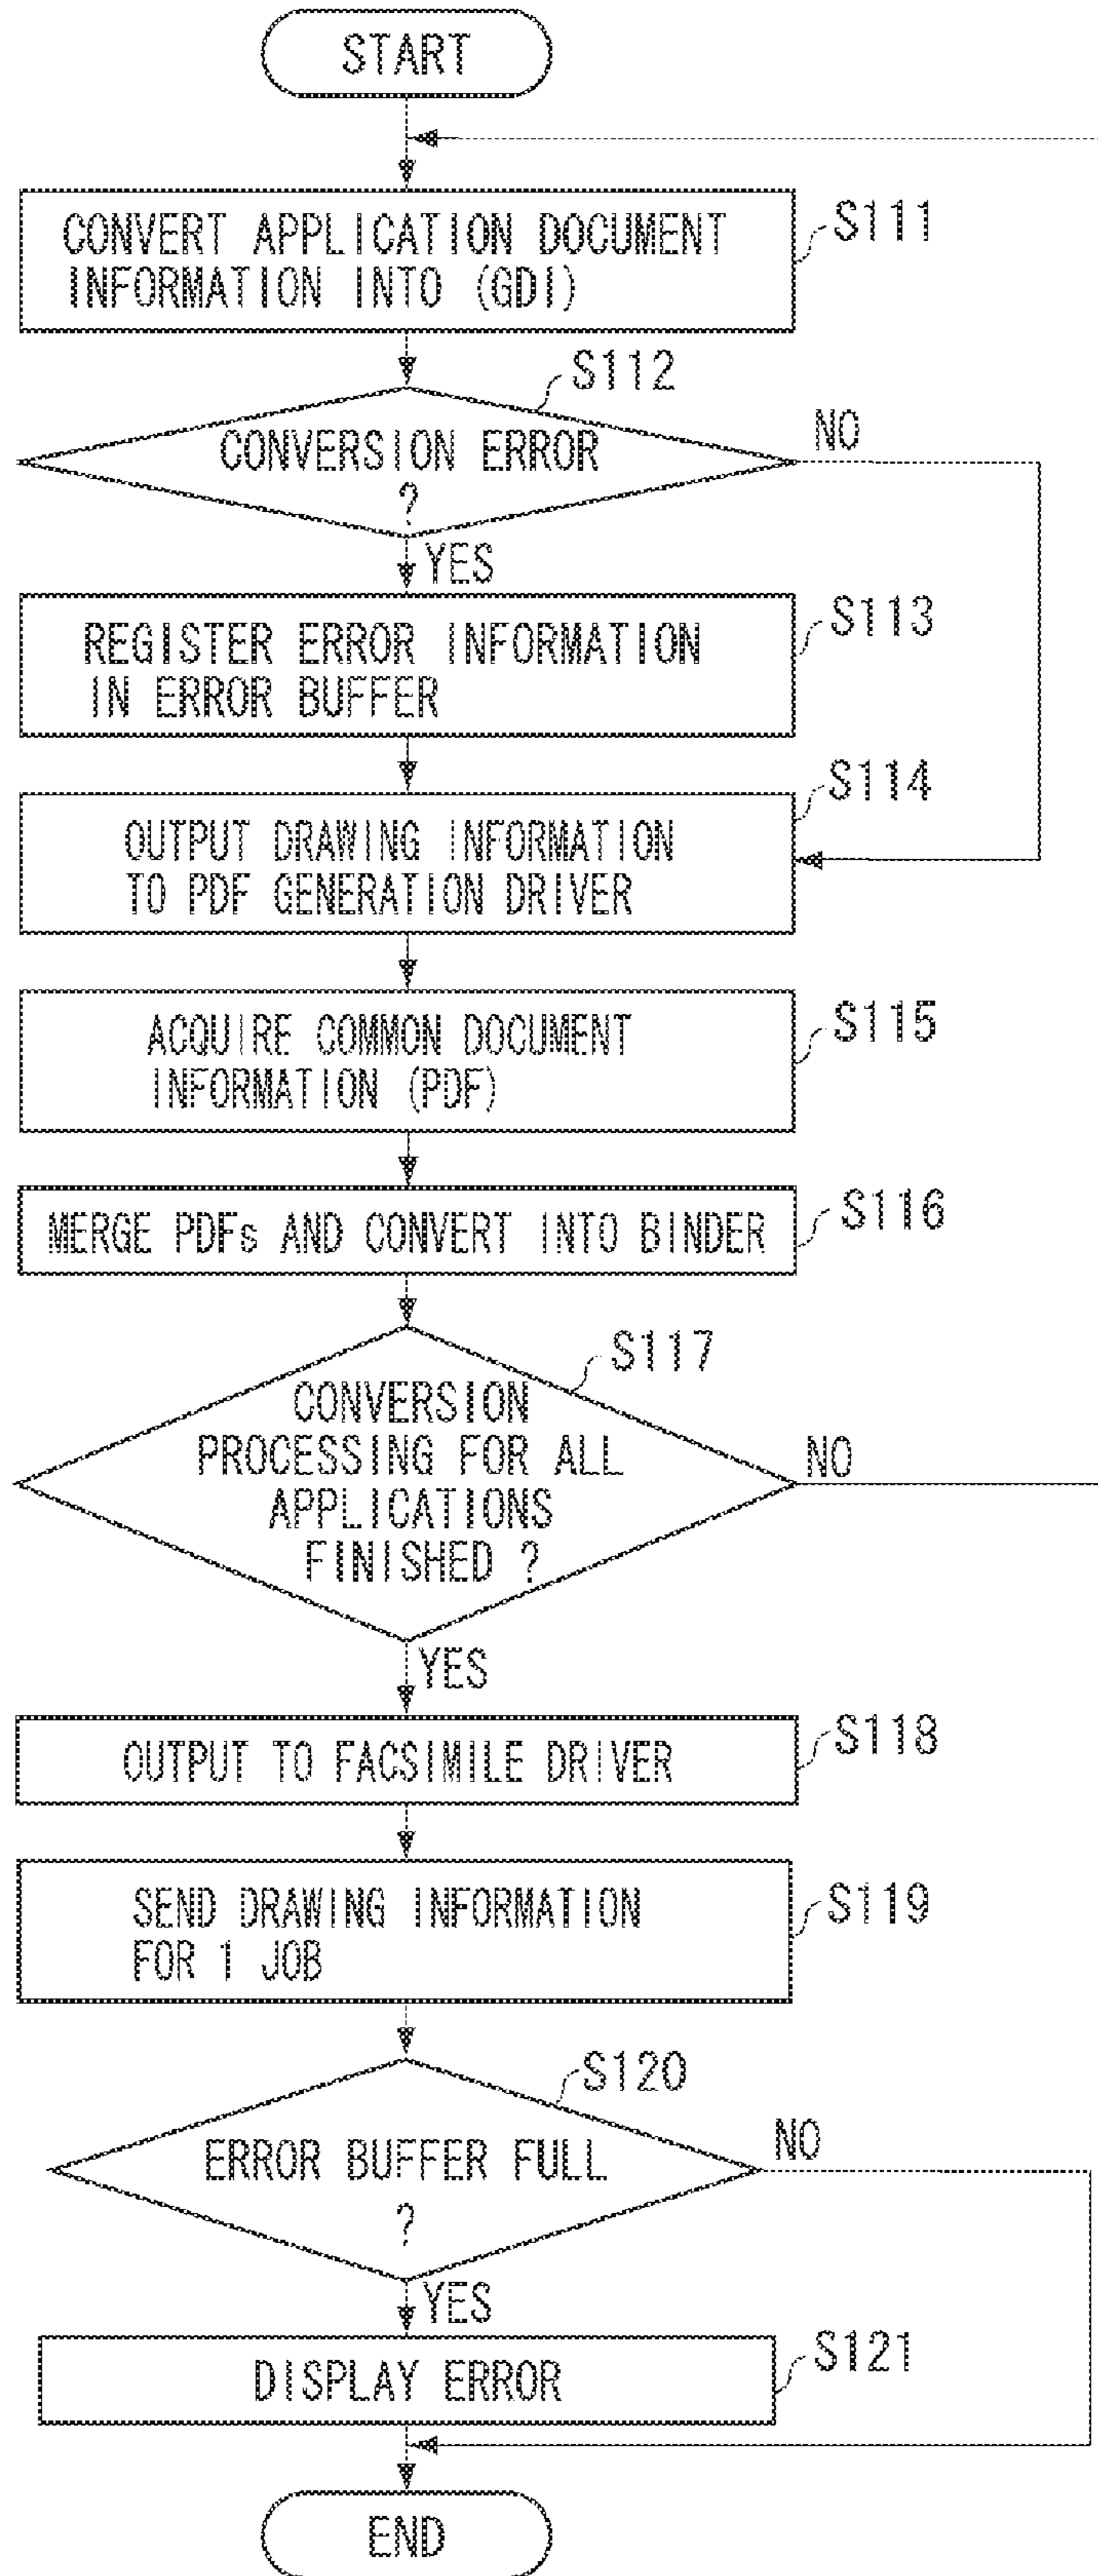 START
CONVERT APPLICATION DOCUMENT
INFORMATION INTO (GDI)
S111
S112
CONVERSION ERROR
?
NO
YES
REGISTER ERROR INFORMATION
IN ERROR BUFFER
S113
OUTPUT DRAWING INFORMATION
TO PDF GENERATION DRIVER
S114
ACQUIRE COMMON DOCUMENT
INFORMATION (PDF)
S115
MERGE PDFs AND CONVERT INTO BINDER
S116
S117
CONVERSION
PROCESSING FOR ALL
APPLICATIONS
FINISHED ?
NO
YES
OUTPUT TO FACSIMILE DRIVER
S118
SEND DRAWING INFORMATION
FOR 1 JOB
S119
S120
ERROR BUFFER FULL
?
NO
YES
DISPLAY ERROR
S121
END